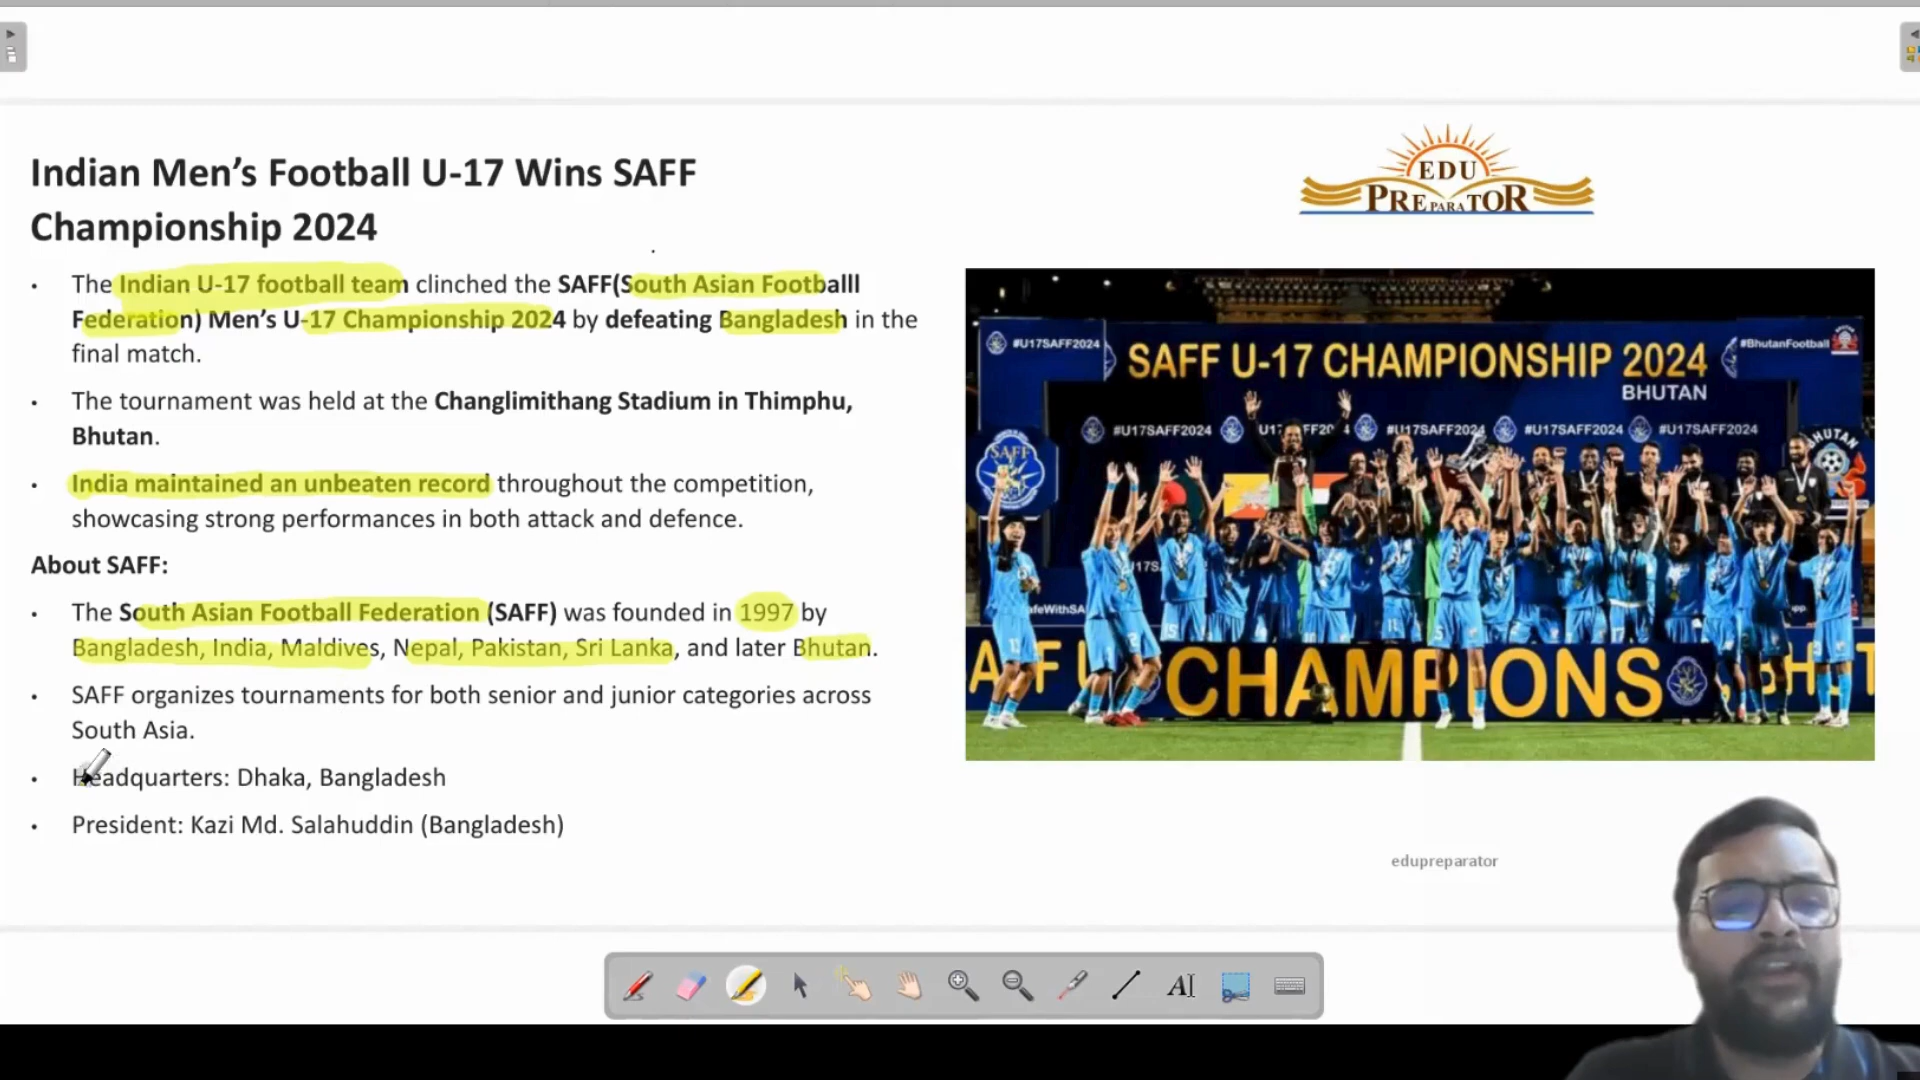 Indian Men's Football U-17 Wins SAFF
Championship 2024
EDU
PREPARATOR
• The Indian U-17 football team clinched the SAFF(South Asian Footballl
Federation) Men's U-17 Championship 2024 by defeating Bangladesh in the
final match.
• The tournament was held at the Changlimithang Stadium in Thimphu,
Bhutan.
• India maintained an unbeaten record throughout the competition,
showcasing strong performances in both attack and defence.
About SAFF:
• The South Asian Football Federation (SAFF) was founded in 1997 by
Bangladesh, India, Maldives, Nepal, Pakistan, Sri Lanka, and later Bhutan.
• SAFF organizes tournaments for both senior and junior categories across
South Asia.
• Headquarters: Dhaka, Bangladesh
• President: Kazi Md. Salahuddin (Bangladesh)
#U17SAFF2024
SAFF U-17 CHAMPIONSHIP 2024
#BhutanFootball
BHUTAN
#U17SAFF2024 #U17SAFF2024 #U17SAFF2024 #U17SAFF2024
SAFF
BHUTAN
CHAMPIONS
edupreparator
AI